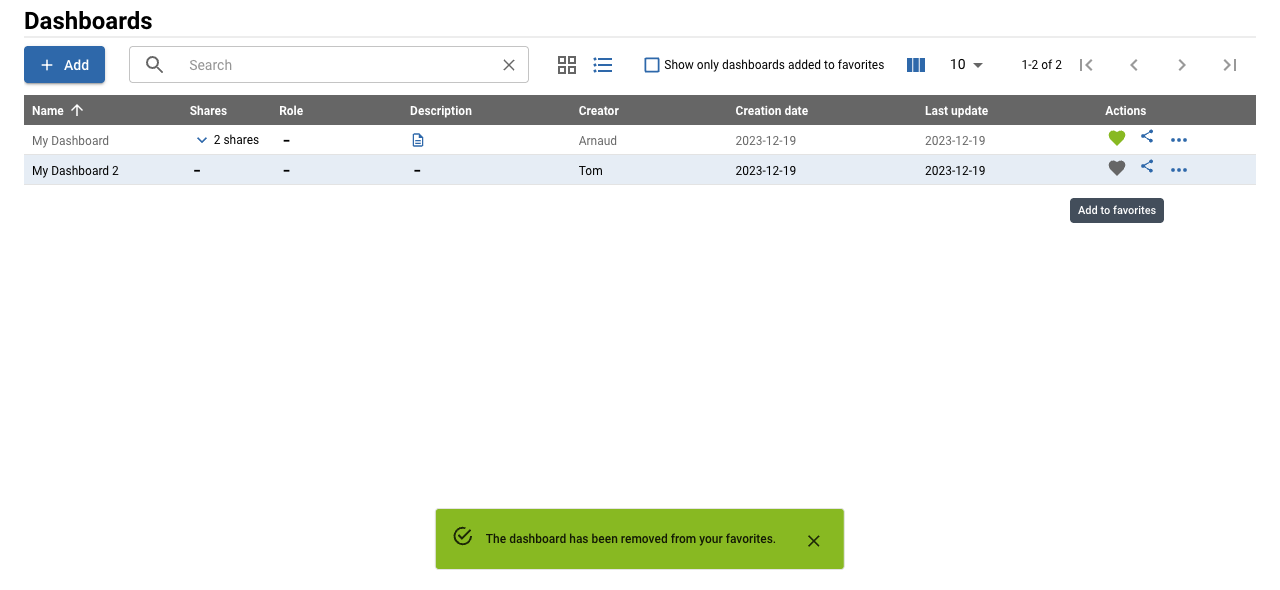 Dashboards
Add Search Show only dashboards added to favorites 10 1-2 of 2
Name Shares Role Description Creator Creation date Last update Actions
My Dashboard 2 shares – Arnaud 2023-12-19 2023-12-19
My Dashboard 2 – – – Tom 2023-12-19 2023-12-19
Add to favorites
The dashboard has been removed from your favorites.